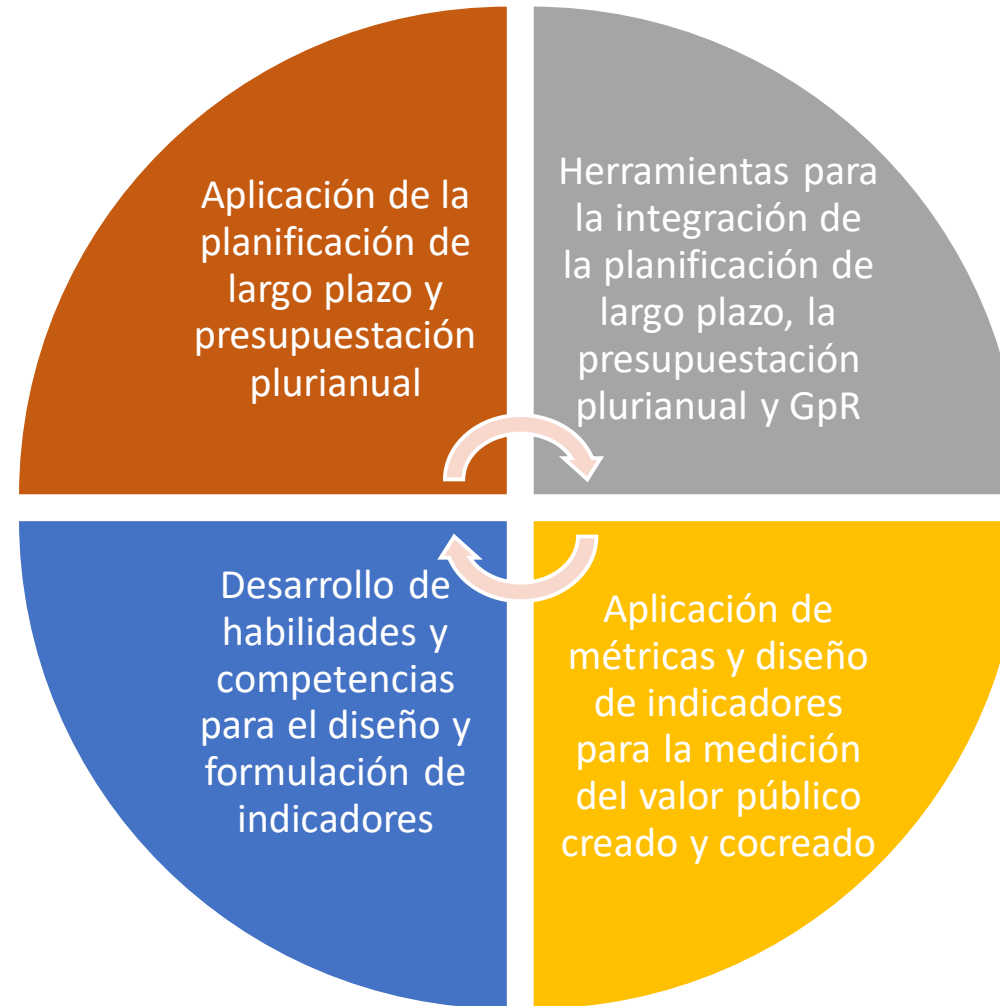 Aplicación de la
planificación de
largo plazo y
presupuestación
plurianual
Herramientas para
la integración de
la planificación de
largo plazo, la
presupuestación
plurianual y GpR
Desarrollo de
habilidades y
competencias
para el diseño y
formulación de
indicadores
Aplicación de
métricas y diseño
de indicadores
para la medición
del valor público
creado y cocreado